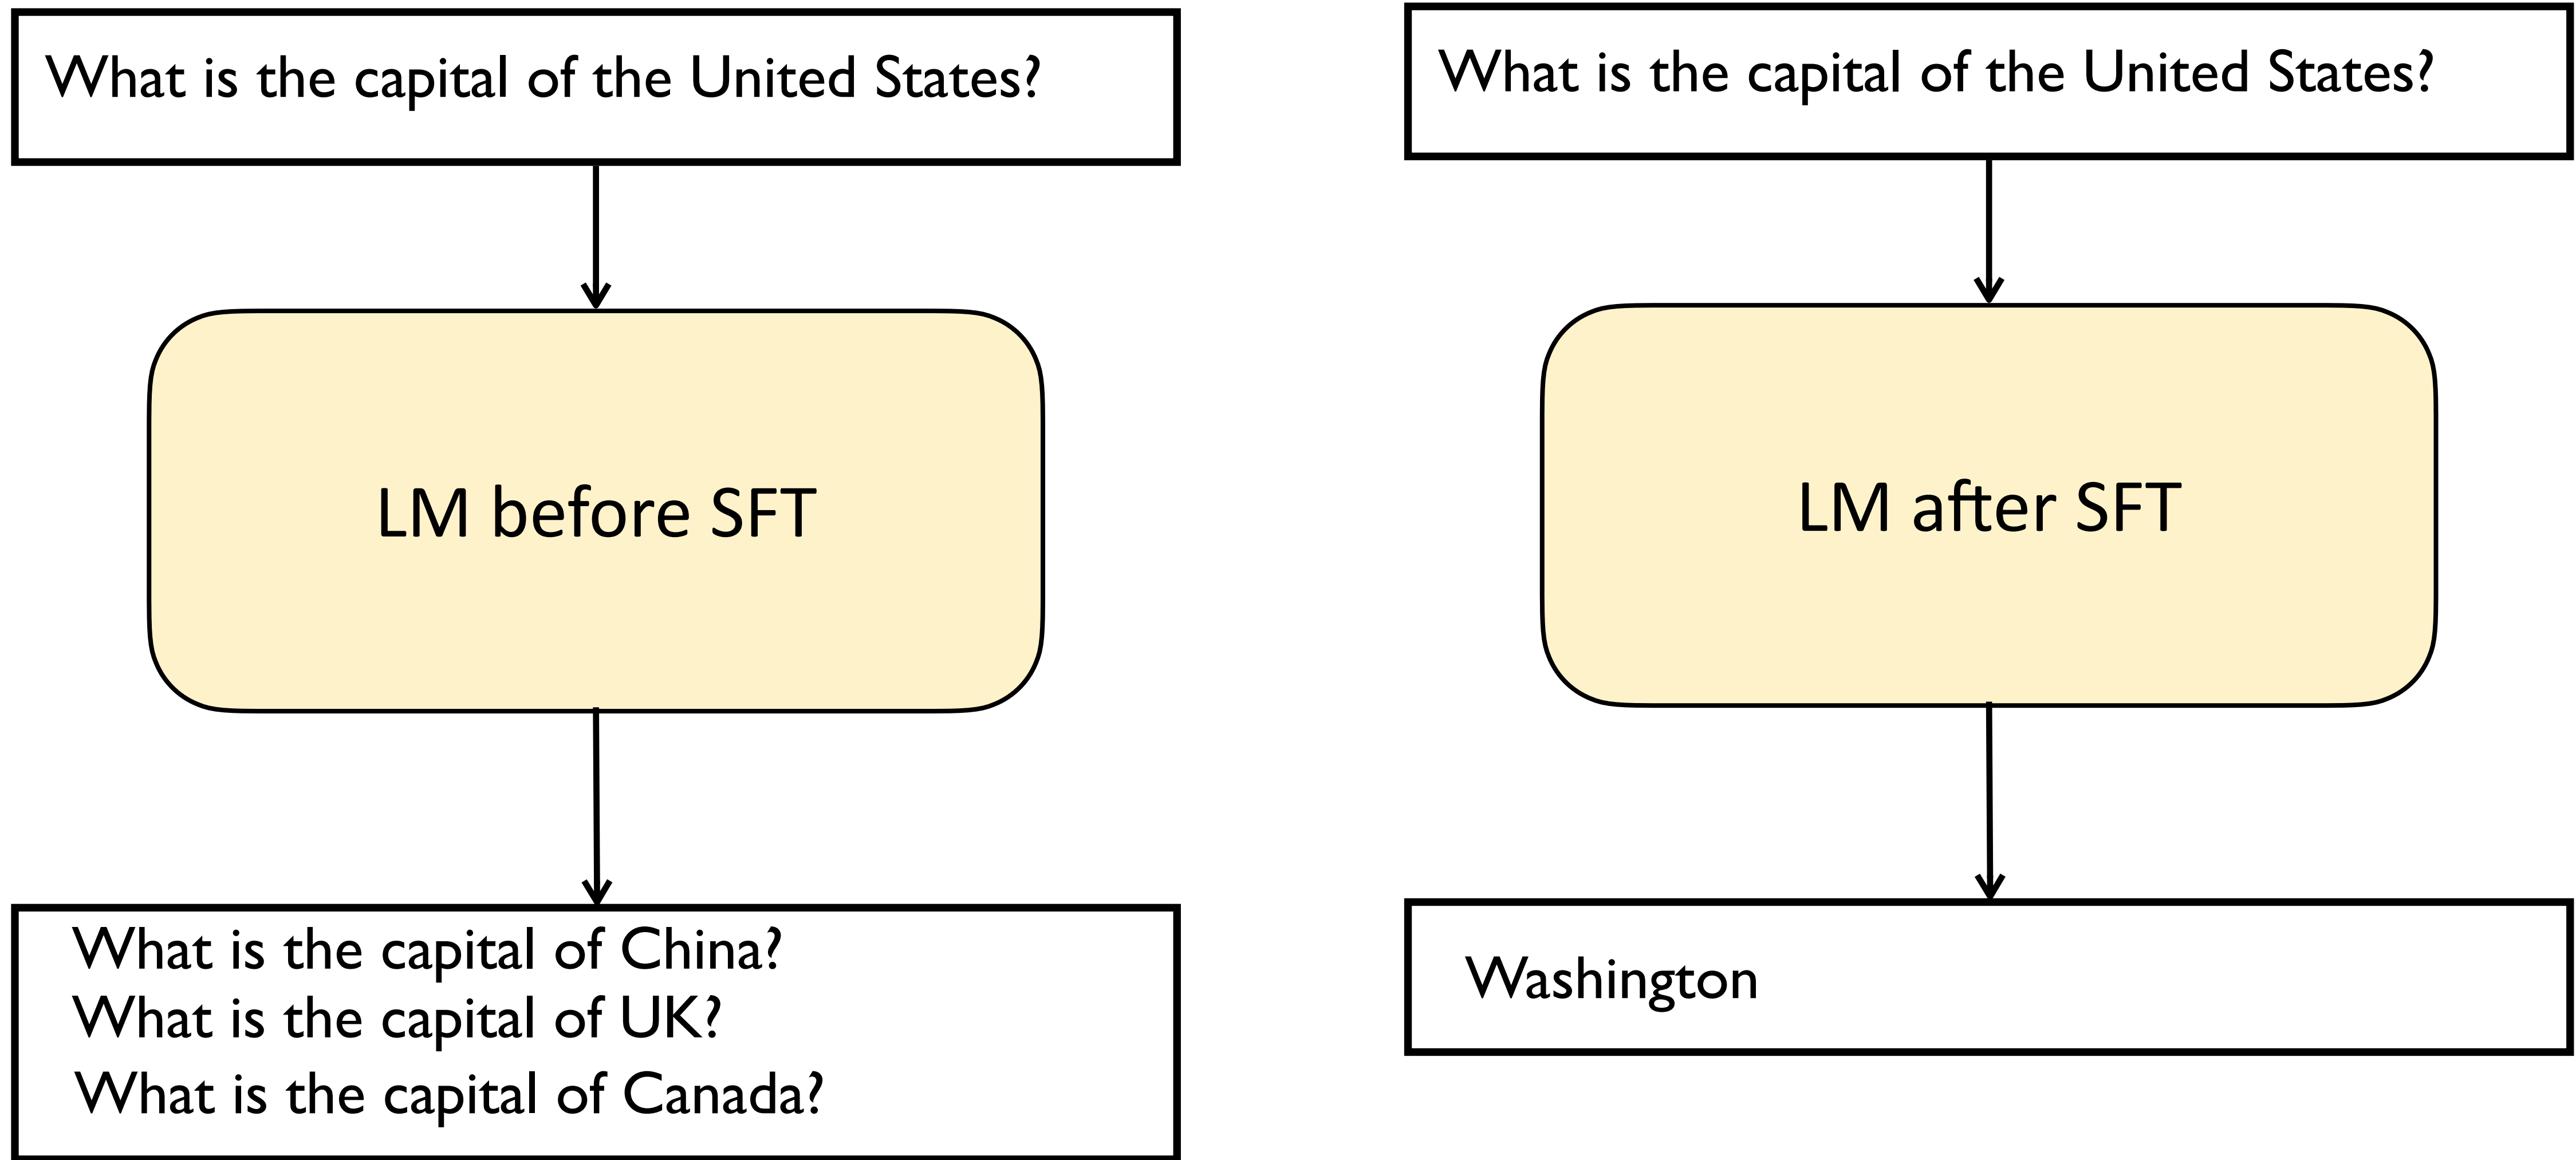 What is the capital of the United States?
LM before SFT
What is the capital of China?
What is the capital of UK?
What is the capital of Canada?
What is the capital of the United States?
LM after SFT
Washington